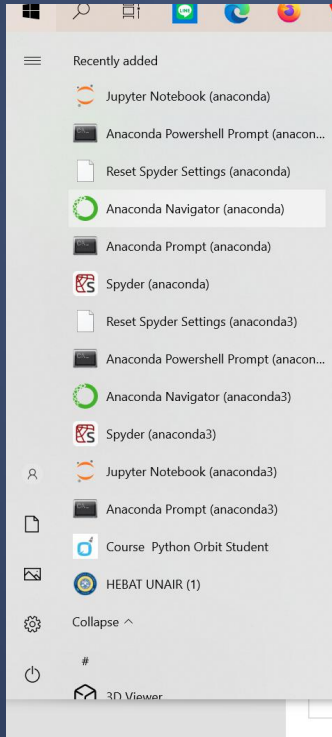 Recently added
Jupyter Notebook (anaconda)
Anaconda Powershell Prompt (anacon...
Reset Spyder Settings (anaconda)
Anaconda Navigator (anaconda)
Anaconda Prompt (anaconda)
Spyder (anaconda)
Reset Spyder Settings (anaconda3)
Anaconda Powershell Prompt (anacon...
Anaconda Navigator (anaconda3)
Spyder (anaconda3)
Jupyter Notebook (anaconda3)
Anaconda Prompt (anaconda3)
Course Python Orbit Student
HEBAT UNAIR (1)
Collapse
#
3D Viewer